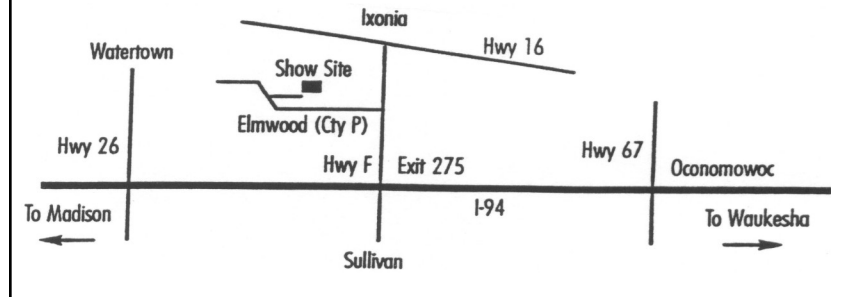 Ixonia
Hwy 16
Watertown
Show Site
Elmwood (Cty P)
Hwy 26
Hwy F
Exit 275
Hwy 67
Oconomowoc
I-94
To Madison
To Waukesha
Sullivan